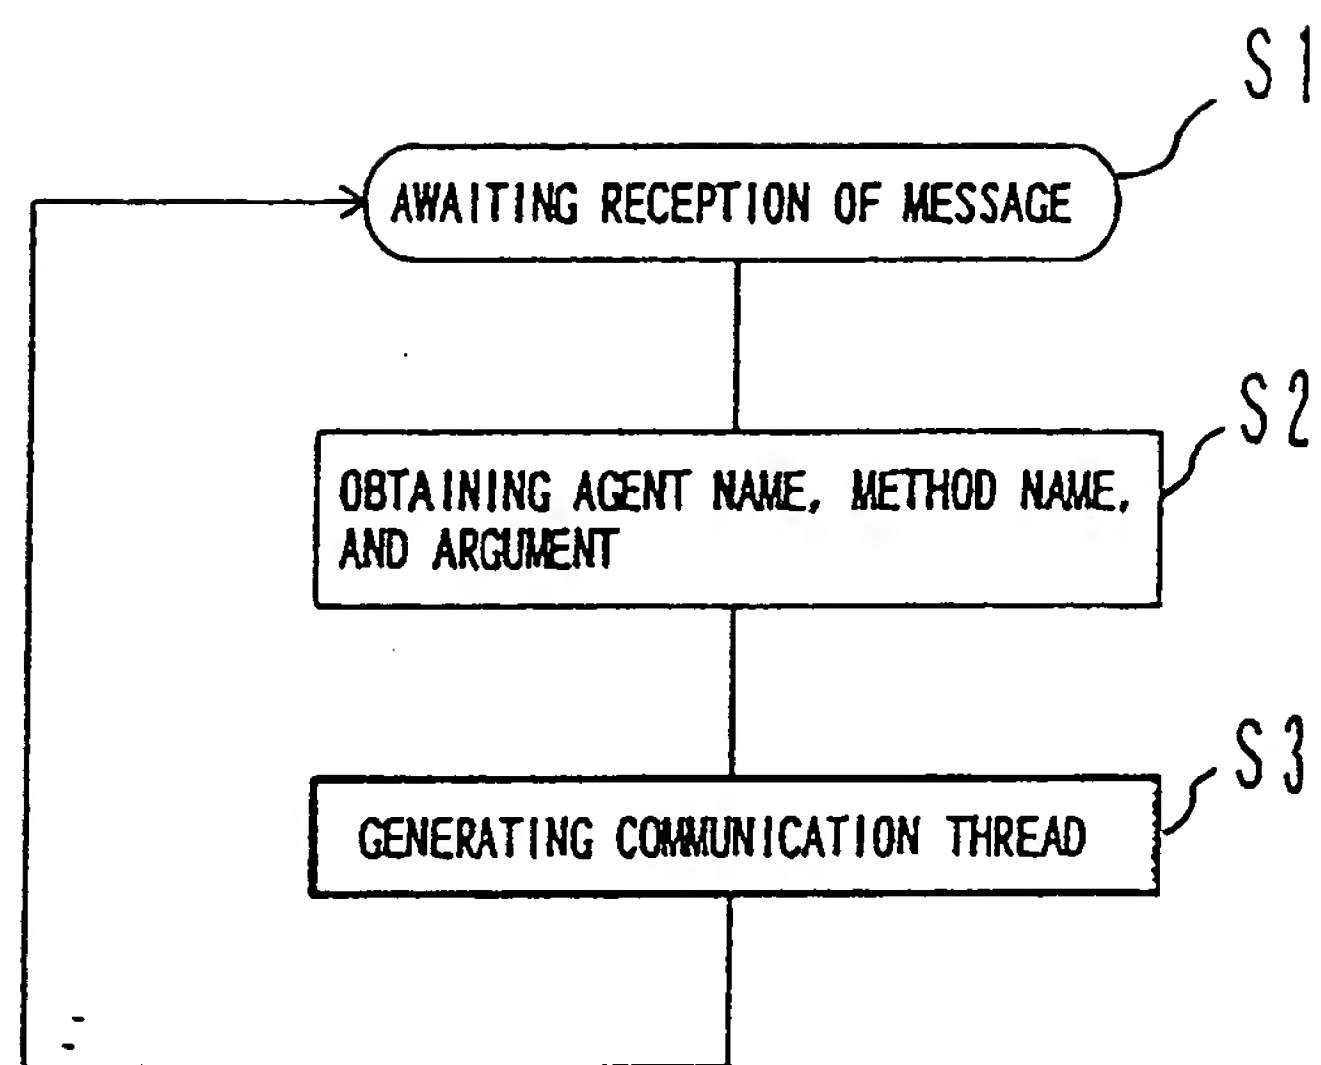 S1
AWAITING RECEPTION OF MESSAGE
S2
OBTAINING AGENT NAME, METHOD NAME,
AND ARGUMENT
S3
GENERATING COMMUNICATION THREAD